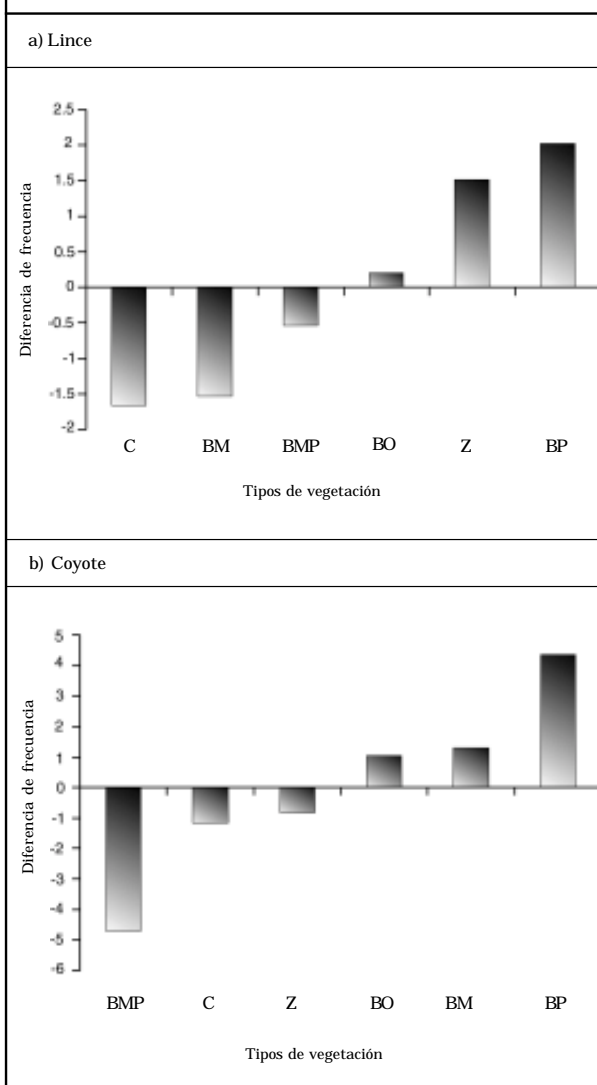 a) Lince
Diferencia de frecuencia
2.5
2
1.5
1
0.5
0
-0.5
-1
-1.5
-2
C BM BMP BO Z BP
Tipos de vegetación
b) Coyote
Diferencia de frecuencia
5
4
3
2
1
0
-1
-2
-3
-4
-5
-6
BMP C Z BO BM BP
Tipos de vegetación